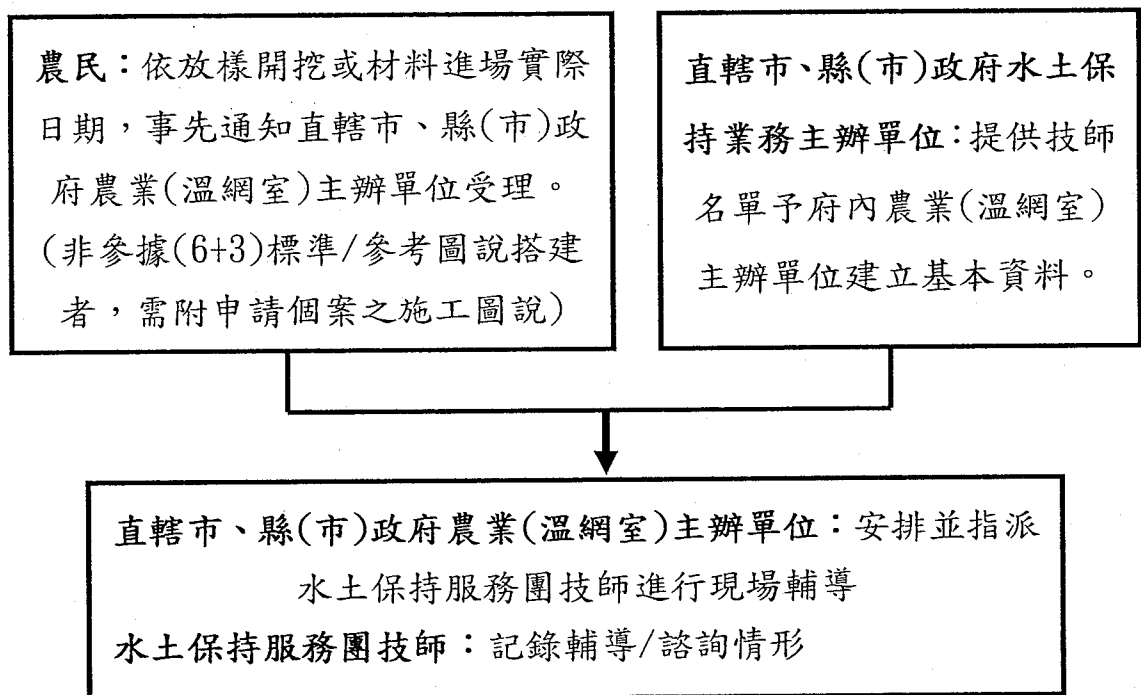 農民：依放樣開挖或材料進場實際
日期，事先通知直轄市、縣(市)政
府農業(溫網室)主辦單位受理。
(非參據(6+3)標準/參考圖說搭建
者，需附申請個案之施工圖說)
直轄市、縣(市)政府水土保
持業務主辦單位：提供技師
名單予府內農業(溫網室)
主辦單位建立基本資料。
直轄市、縣(市)政府農業(溫網室)主辦單位：安排並指派
水土保持服務團技師進行現場輔導
水土保持服務團技師：記錄輔導/諮詢情形